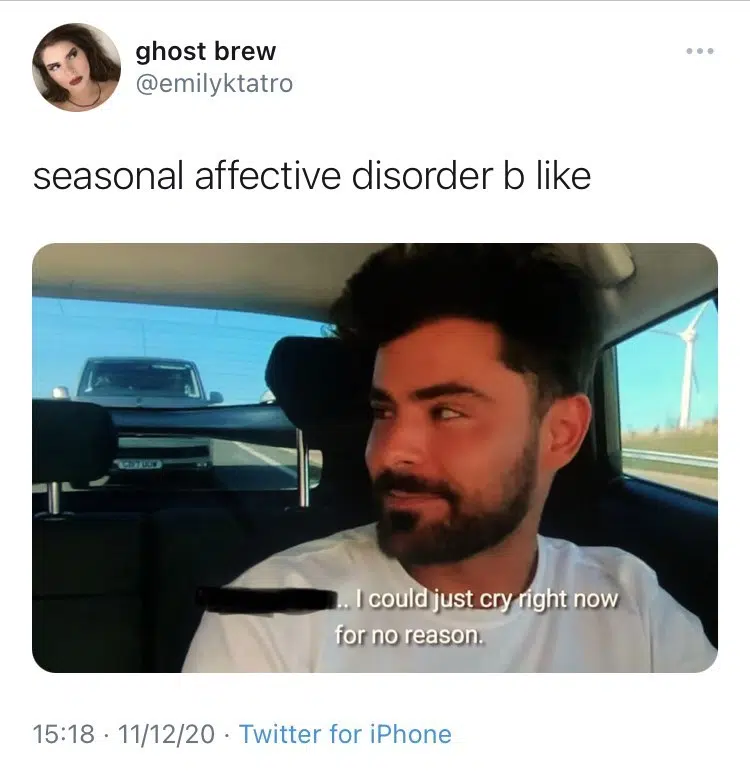 ghost brew
@emilyktatro
seasonal affective disorder b like
.. I could just cry right now
for no reason.
15:18 · 11/12/20 · Twitter for iPhone